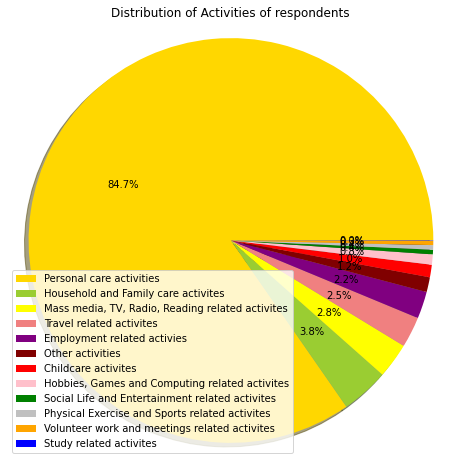 Distribution of Activities of respondents
84.7%
2.2%
2.5%
2.8%
3.8%
Personal care activities
Household and Family care activites
Mass media, TV, Radio, Reading related activites
Travel related activites
Employment related activies
Other activities
Childcare activites
Hobbies, Games and Computing related activites
Social Life and Entertainment related activites
Physical Exercise and Sports related activites
Volunteer work and meetings related activites
Study related activites